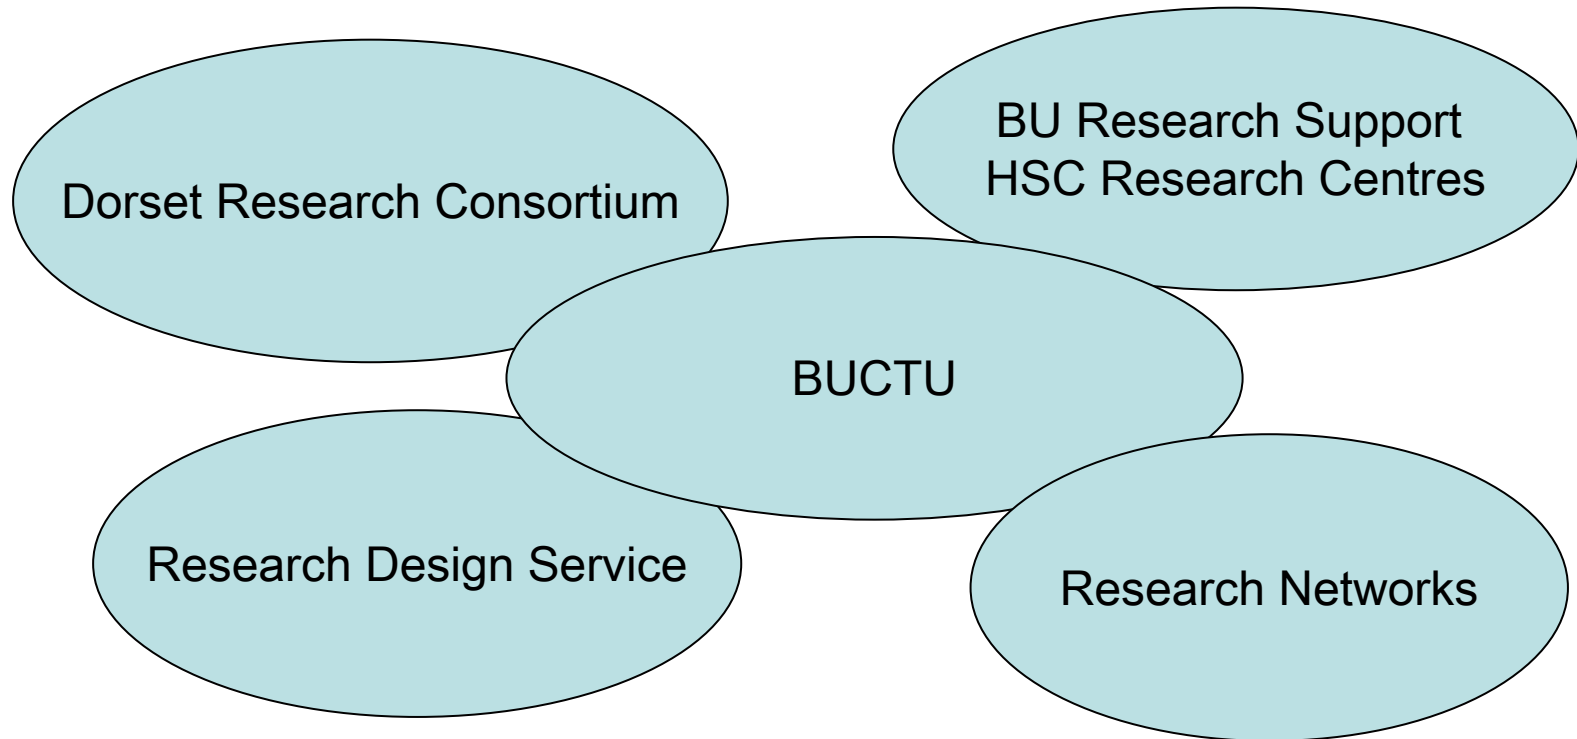 Dorset Research Consortium
BU Research Support
HSC Research Centres
BUCTU
Research Design Service
Research Networks